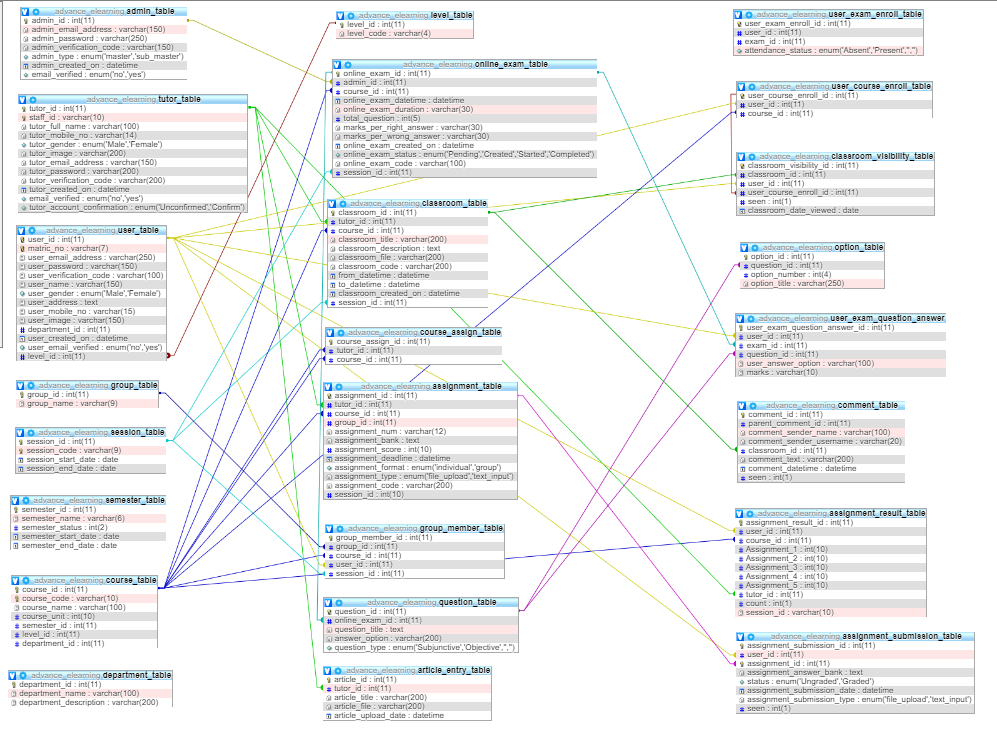 advance_elearning admin_table
admin_id : int(11)
admin_email_address : varchar(150)
admin_password : varchar(250)
admin_verification_code : varchar(150)
admin_type : enum('master','sub_master')
admin_created_on : datetime
email_verified : enum('no','yes')
advance_elearning tutor_table
tutor_id : int(11)
staff_id : varchar(10)
tutor_full_name : varchar(100)
tutor_mobile_no : varchar(14)
tutor_gender : enum('Male','Female')
tutor_image : varchar(200)
tutor_email_address : varchar(150)
tutor_password : varchar(200)
tutor_verification_code : varchar(200)
tutor_created_on : datetime
email_verified : enum('no','yes')
tutor_account_confirmation : enum('Unconfirmed','Confirm')
advance_elearning user_table
user_id : int(11)
matric_no : varchar(7)
user_email_address : varchar(250)
user_password : varchar(150)
user_verification_code : varchar(100)
user_name : varchar(150)
user_gender : enum('Male','Female')
user_address : text
user_mobile_no : varchar(15)
user_image : varchar(150)
department_id : int(11)
user_created_on : datetime
user_email_verified : enum('no','yes')
level_id : int(11)
advance_elearning group_table
group_id : int(11)
group_name : varchar(9)
advance_elearning session_table
session_id : int(11)
session_code : varchar(9)
session_start_date : date
session_end_date : date
advance_elearning semester_table
semester_id : int(11)
semester_name : varchar(6)
semester_status : int(2)
semester_start_date : date
semester_end_date : date
advance_elearning course_table
course_id : int(11)
course_code : varchar(10)
course_name : varchar(100)
course_unit : int(10)
semester_id : int(11)
level_id : int(11)
department_id : int(11)
advance_elearning department_table
department_id : int(11)
department_name : varchar(100)
department_description : varchar(200)
advance_elearning level_table
level_id : int(11)
level_code : varchar(4)
advance_elearning online_exam_table
online_exam_id : int(11)
admin_id : int(11)
course_id : int(11)
online_exam_datetime : datetime
online_exam_duration : varchar(30)
total_question : int(5)
marks_per_right_answer : varchar(30)
marks_per_wrong_answer : varchar(30)
online_exam_created_on : datetime
online_exam_status : enum('Pending','Created','Started','Completed')
online_exam_code : varchar(100)
session_id : int(11)
advance_elearning classroom_table
classroom_id : int(11)
tutor_id : int(11)
course_id : int(11)
classroom_title : varchar(200)
classroom_description : text
classroom_file : varchar(200)
classroom_code : varchar(200)
from_datetime : datetime
to_datetime : datetime
classroom_created_on : datetime
session_id : int(11)
advance_elearning course_assign_table
course_assign_id : int(11)
tutor_id : int(11)
course_id : int(11)
advance_elearning assignment_table
assignment_id : int(11)
tutor_id : int(11)
course_id : int(11)
group_id : int(11)
assignment_num : varchar(12)
assignment_bank : text
assignment_score : int(10)
assignment_deadline : datetime
assignment_format : enum('individual','group')
assignment_type : enum('file_upload','text_input')
assignment_code : varchar(200)
session_id : int(10)
advance_elearning group_member_table
group_member_id : int(11)
group_id : int(11)
course_id : int(11)
user_id : int(11)
session_id : int(11)
advance_elearning question_table
question_id : int(11)
online_exam_id : int(11)
question_title : text
answer_option : varchar(200)
question_type : enum('Subjunctive','Objective','','')
advance_elearning article_entry_table
article_id : int(11)
tutor_id : int(11)
article_title : varchar(200)
article_file : varchar(200)
article_upload_date : datetime
advance_elearning user_exam_enroll_table
user_exam_enroll_id : int(11)
user_id : int(11)
exam_id : int(11)
attendance_status : enum('Absent','Present','','')
advance_elearning user_course_enroll_table
user_course_enroll_id : int(11)
user_id : int(11)
course_id : int(11)
advance_elearning classroom_visibility_table
classroom_visibility_id : int(11)
classroom_id : int(11)
user_id : int(11)
user_course_enroll_id : int(11)
seen : int(1)
classroom_date_viewed : date
advance_elearning option_table
option_id : int(11)
question_id : int(11)
option_number : int(4)
option_title : varchar(250)
advance_elearning user_exam_question_answer
user_exam_question_answer_id : int(11)
user_id : int(11)
exam_id : int(11)
question_id : int(11)
user_answer_option : varchar(100)
marks : varchar(10)
advance_elearning comment_table
comment_id : int(11)
parent_comment_id : int(11)
comment_sender_name : varchar(100)
comment_sender_username : varchar(20)
classroom_id : int(11)
comment_text : varchar(200)
comment_datetime : datetime
seen : int(1)
advance_elearning assignment_result_table
assignment_result_id : int(11)
user_id : int(11)
course_id : int(11)
Assignment_1 : int(10)
Assignment_2 : int(10)
Assignment_3 : int(10)
Assignment_4 : int(10)
Assignment_5 : int(10)
tutor_id : int(11)
count : int(1)
session_id : varchar(10)
advance_elearning assignment_submission_table
assignment_submission_id : int(11)
user_id : int(11)
assignment_id : int(11)
assignment_answer_bank : text
status : enum('Ungraded','Graded')
assignment_submission_date : datetime
assignment_submission_type : enum('file_upload','text_input')
seen : int(1)